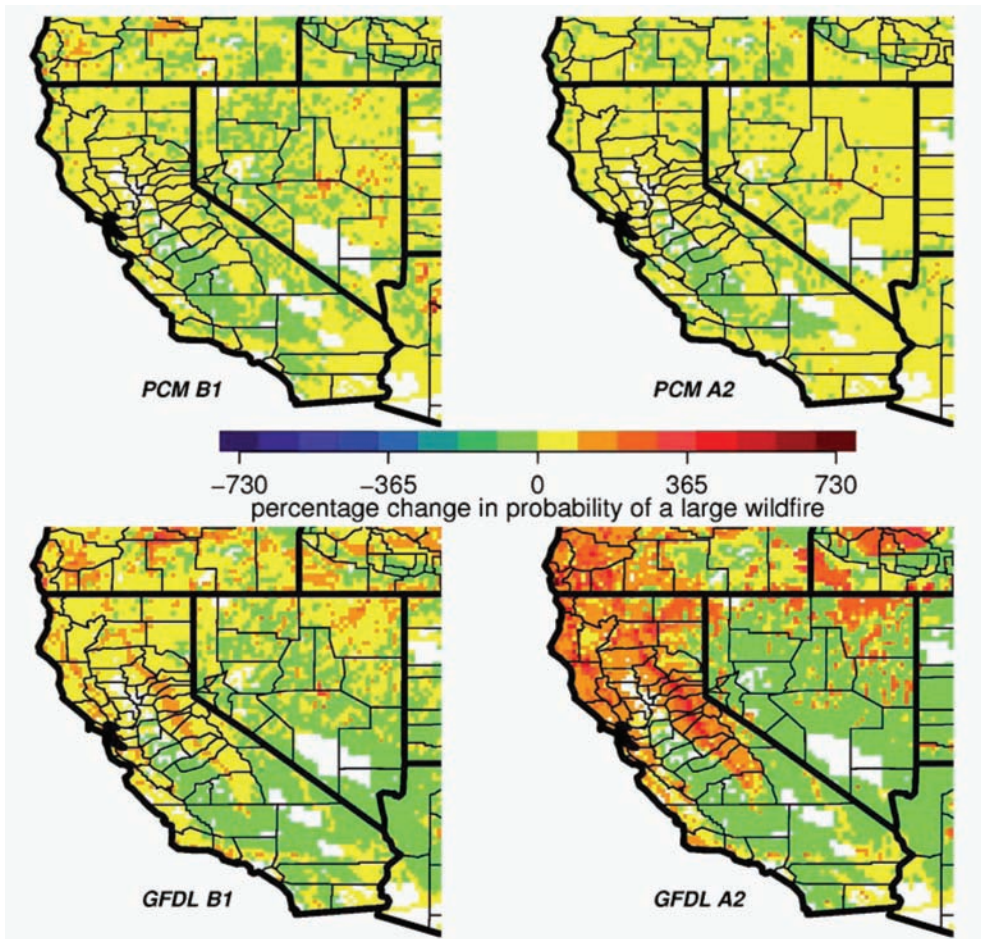 PCM B1
PCM A2
−730 −365 0 365 730
percentage change in probability of a large wildfire
GFDL B1
GFDL A2